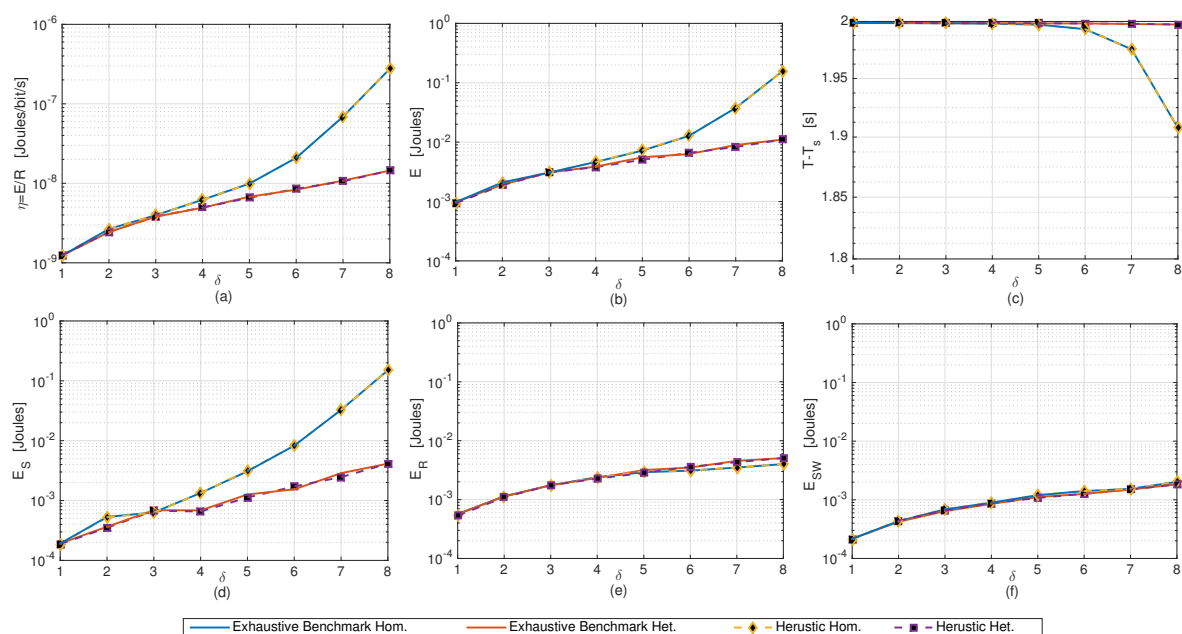 10^-6
10^-7
10^-8
10^-9
η=E/R [Joules/bit/s]
1 2 3 4 5 6 7 8
δ
(a)
10^0
10^-1
10^-2
10^-3
10^-4
E [Joules]
1 2 3 4 5 6 7 8
δ
(b)
2
1.95
1.9
1.85
1.8
T-T_s [s]
1 2 3 4 5 6 7 8
δ
(c)
10^0
10^-1
10^-2
10^-3
10^-4
E_S [Joules]
1 2 3 4 5 6 7 8
δ
(d)
10^0
10^-1
10^-2
10^-3
10^-4
E_R [Joules]
1 2 3 4 5 6 7 8
δ
(e)
10^0
10^-1
10^-2
10^-3
10^-4
E_SW [Joules]
1 2 3 4 5 6 7 8
δ
(f)
Exhaustive Benchmark Hom. Exhaustive Benchmark Het. Herustic Hom. Herustic Het.